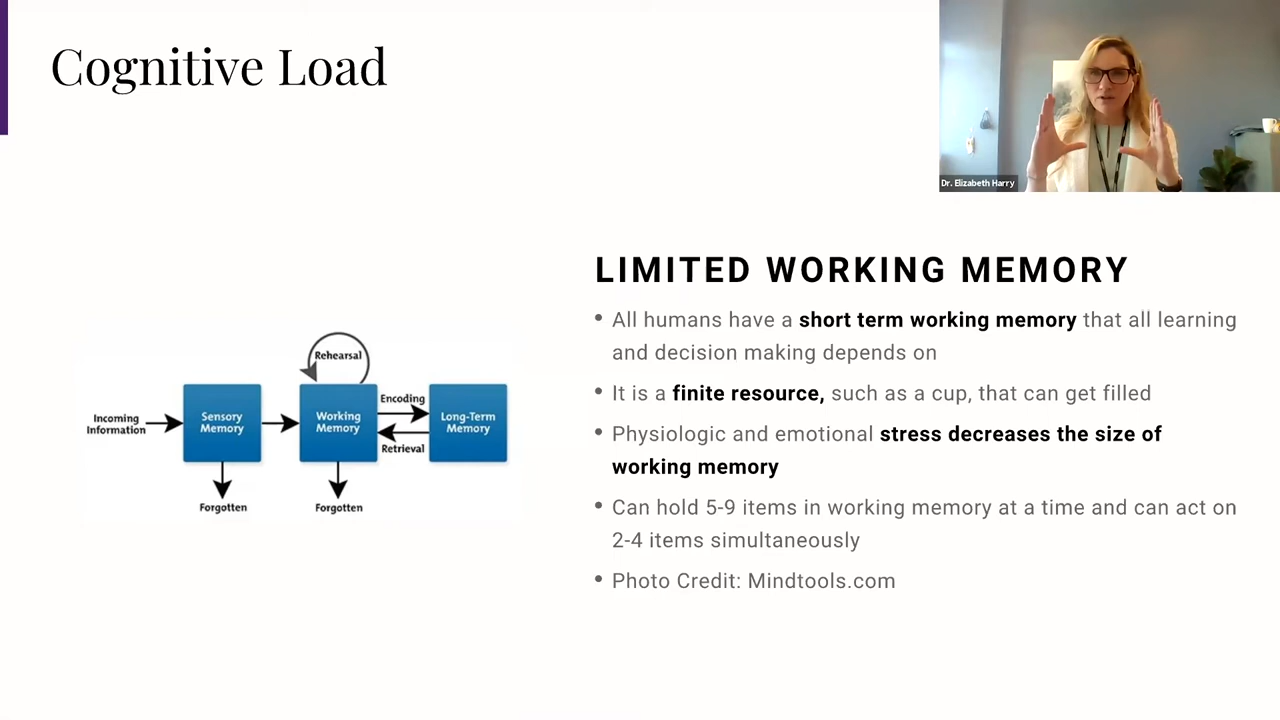 Cognitive Load
Dr. Elizabeth Harry
LIMITED WORKING MEMORY
• All humans have a short term working memory that all learning
and decision making depends on
• It is a finite resource, such as a cup, that can get filled
• Physiologic and emotional stress decreases the size of
working memory
• Can hold 5-9 items in working memory at a time and can act on
2-4 items simultaneously
• Photo Credit: Mindtools.com
Rehearsal
Incoming
Information
Sensory
Memory
Working
Memory
Encoding
Retrieval
Long-Term
Memory
Forgotten
Forgotten